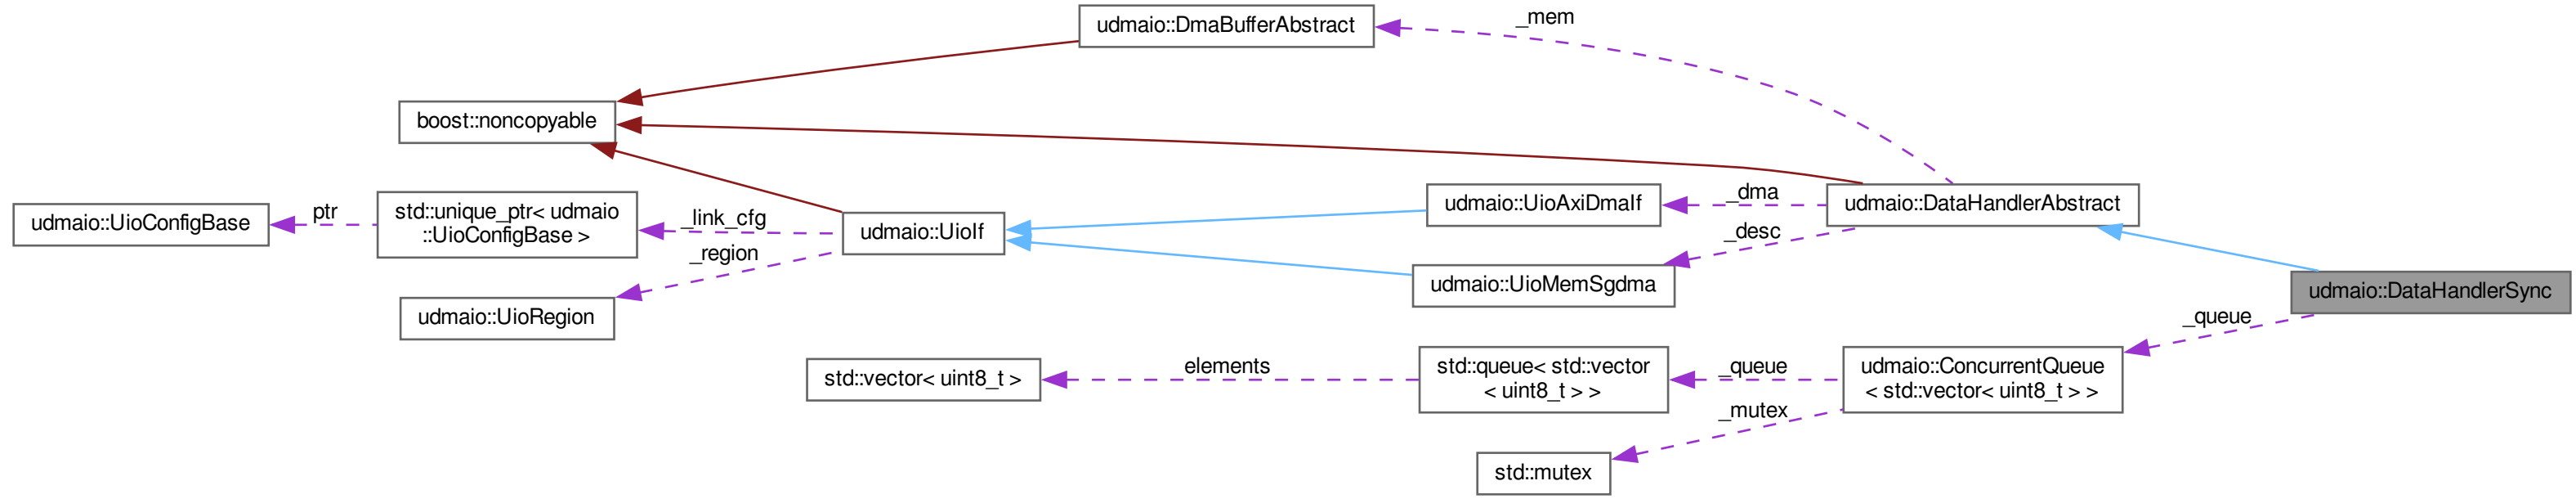 udmaio::DmaBufferAbstract
_mem
boost::noncopyable
udmaio::UioConfigBase
ptr
std::unique_ptr< udmaio
::UioConfigBase >
_link_cfg
_region
udmaio::UioIf
udmaio::UioAxiDmaIf
_dma
udmaio::DataHandlerAbstract
_desc
udmaio::UioMemSgdma
udmaio::DataHandlerSync
udmaio::UioRegion
_queue
std::vector< uint8_t >
elements
std::queue< std::vector
< uint8_t > >
_queue
udmaio::ConcurrentQueue
< std::vector< uint8_t > >
_mutex
std::mutex